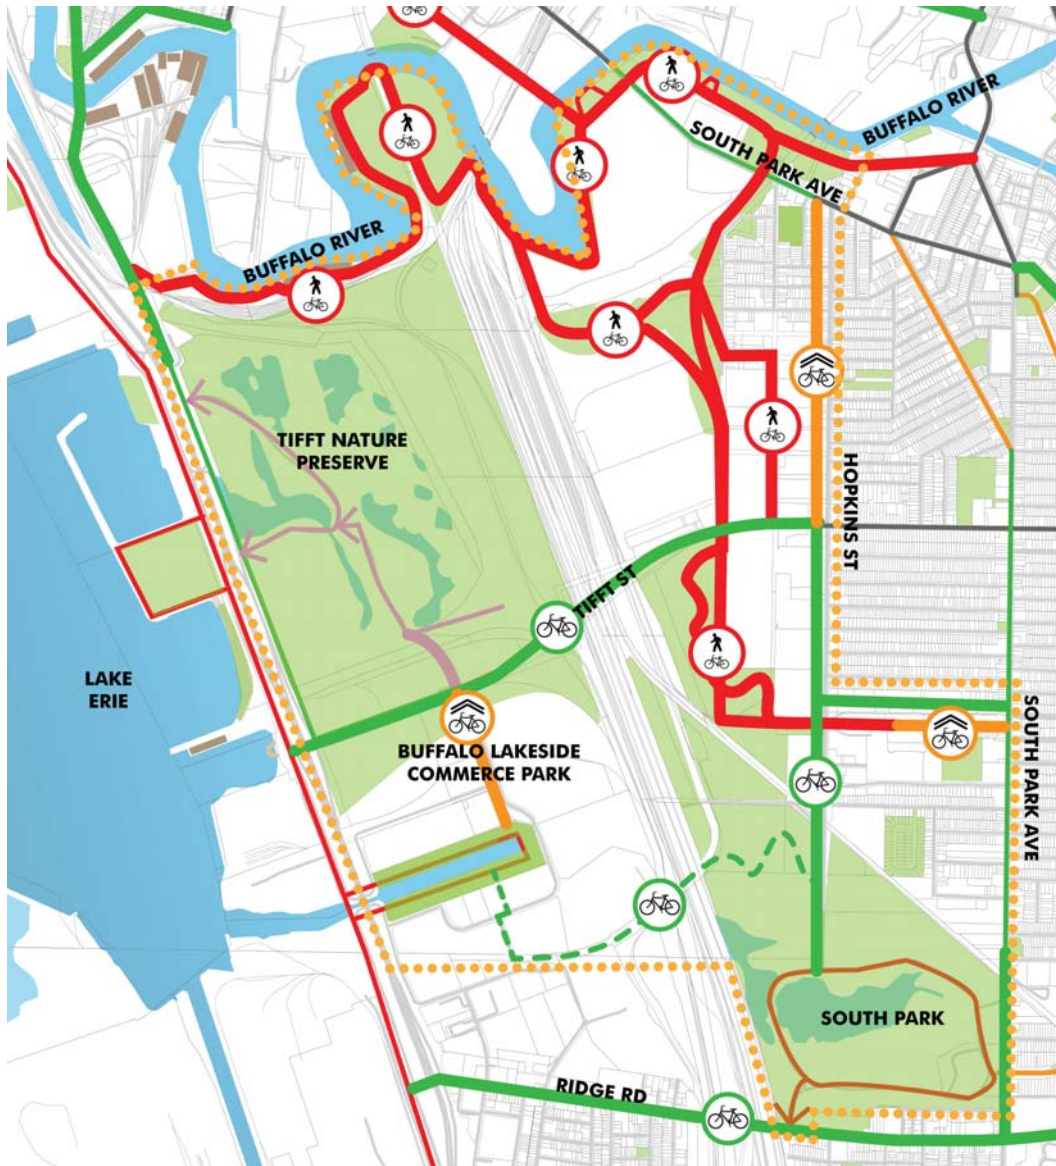 BUFFALO RIVER
SOUTH PARK AVE
BUFFALO RIVER
TIFFT NATURE
PRESERVE
HOPKINS ST
TIFFT ST
LAKE
ERIE
BUFFALO LAKESIDE
COMMERCE PARK
SOUTH PARK AVE
SOUTH PARK
RIDGE RD